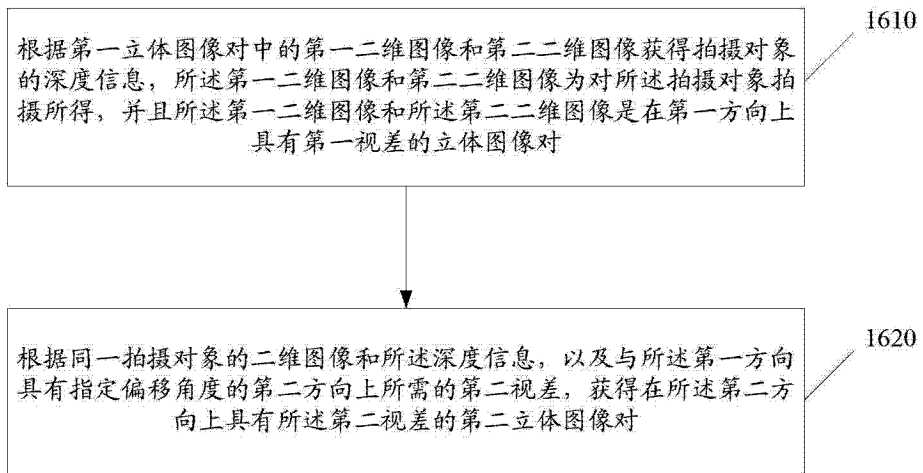 1610
根据第一立体图像对中的第一二维图像和第二二维图像获得拍摄对象
的深度信息，所述第一二维图像和第二二维图像为对所述拍摄对象拍
摄所得，并且所述第一二维图像和所述第二二维图像是在第一方向上
具有第一视差的立体图像对
1620
根据同一拍摄对象的二维图像和所述深度信息，以及与所述第一方向
具有指定偏移角度的第二方向上所需的第二视差，获得在所述第二方
向上具有所述第二视差的第二立体图像对